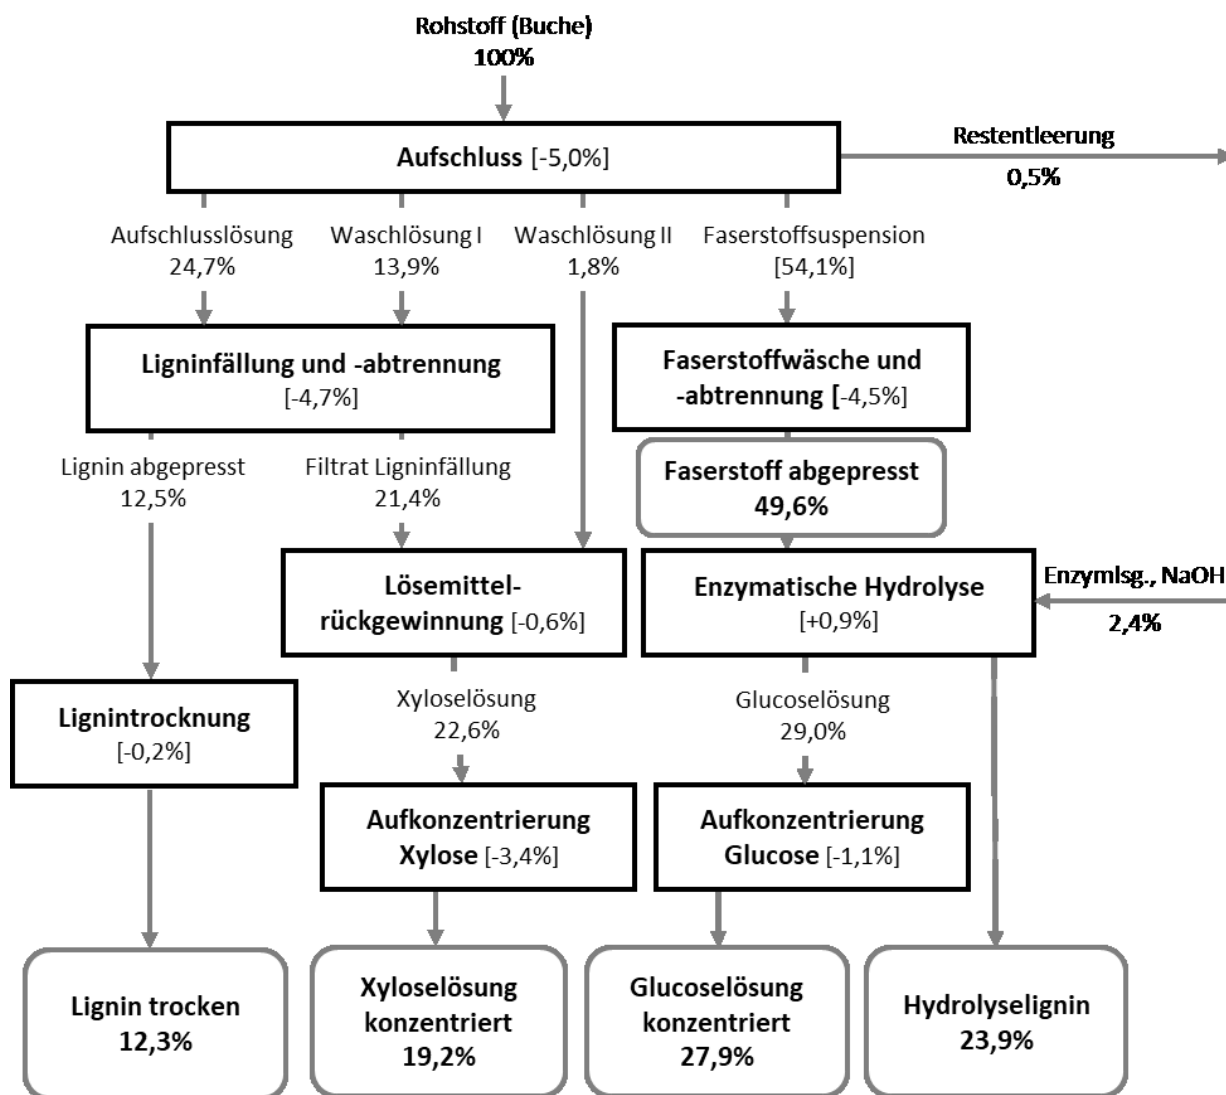 Rohstoff (Buche)
100%
Aufschluss [-5,0%]
Restentleerung
0,5%
Aufschlusslösung
24,7%
Waschlösung I
13,9%
Waschlösung II
1,8%
Faserstoffsuspension
[54,1%]
Ligninfällung und -abtrennung
[-4,7%]
Faserstoffwäsche und
-abtrennung [-4,5%]
Lignin abgepresst
12,5%
Filtrat Ligninfällung
21,4%
Faserstoff abgepresst
49,6%
Lösemittel-
rückgewinnung [-0,6%]
Enzymatische Hydrolyse
[+0,9%]
Enzymlsg., NaOH
2,4%
Lignintrocknung
[-0,2%]
Xyloselösung
22,6%
Glucoselösung
29,0%
Aufkonzentrierung
Xylose [-3,4%]
Aufkonzentrierung
Glucose [-1,1%]
Lignin trocken
12,3%
Xyloselösung
konzentriert
19,2%
Glucoselösung
konzentriert
27,9%
Hydrolyselignin
23,9%